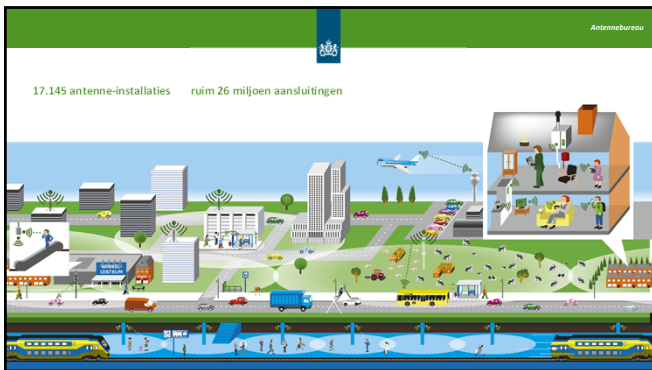 Antennebureau
17.145 antenne-installaties ruim 26 miljoen aansluitingen
WINKEL-
CENTRUM